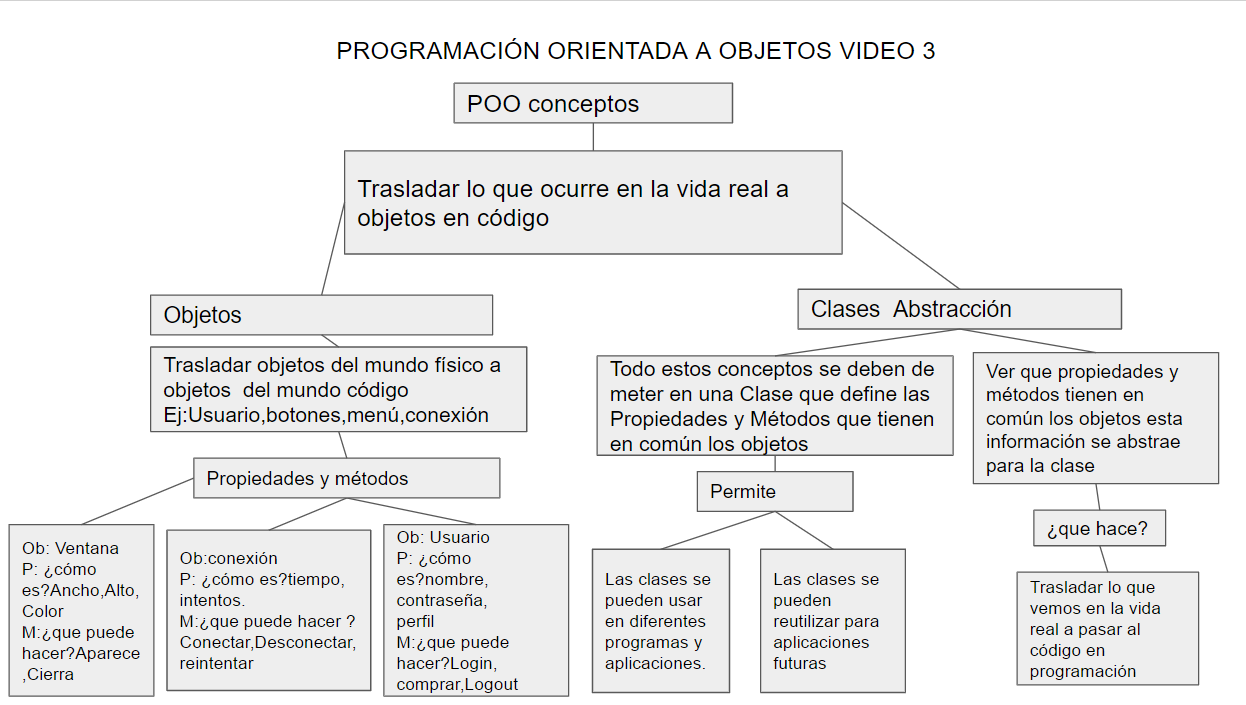 PROGRAMACIÓN ORIENTADA A OBJETOS VIDEO 3
POO conceptos
Trasladar lo que ocurre en la vida real a
objetos en código
Objetos
Trasladar objetos del mundo físico a
objetos  del mundo código
Ej:Usuario,botones,menú,conexión
Propiedades y métodos
Ob: Ventana
P: ¿cómo
es?Ancho,Alto,
Color
M:¿que puede
hacer?Aparece
,Cierra
Ob:conexión
P: ¿cómo es?tiempo,
intentos.
M:¿que puede hacer ?
Conectar,Desconectar,
reintentar
Ob: Usuario
P: ¿cómo
es?nombre,
contraseña,
perfil
M:¿que puede
hacer?Login,
comprar,Logout
Clases  Abstracción
Todo estos conceptos se deben de
meter en una Clase que define las
Propiedades y Métodos que tienen
en común los objetos
Permite
Las clases se
pueden usar
en diferentes
programas y
aplicaciones.
Las clases se
pueden
reutilizar para
aplicaciones
futuras
Ver que propiedades y
métodos tienen en
común los objetos esta
información se abstrae
para la clase
¿que hace?
Trasladar lo que
vemos en la vida
real a pasar al
código en
programación